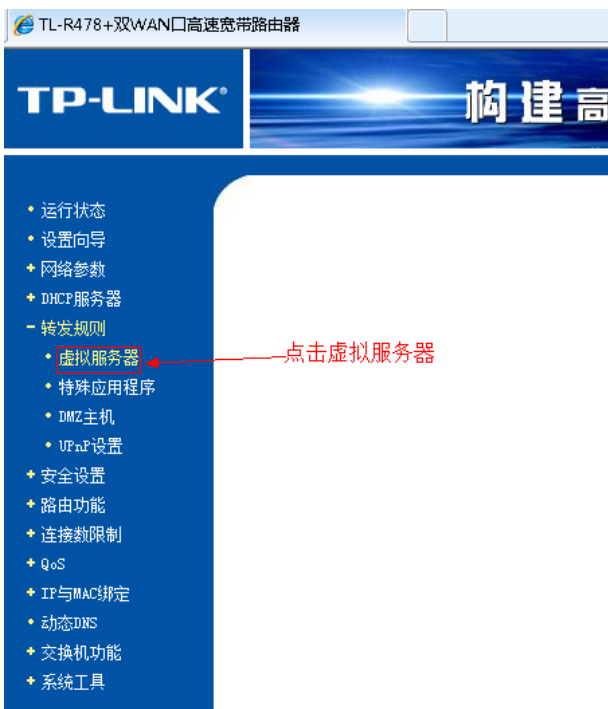 TL-R478+双WAN口高速宽带路由器
TP-LINK®
构建高
运行状态
设置向导
网络参数
DHCP服务器
转发规则
虚拟服务器
点击虚拟服务器
特殊应用程序
DMZ主机
UPnP设置
安全设置
路由功能
连接数限制
QoS
IP与MAC绑定
动态DNS
交换机功能
系统工具